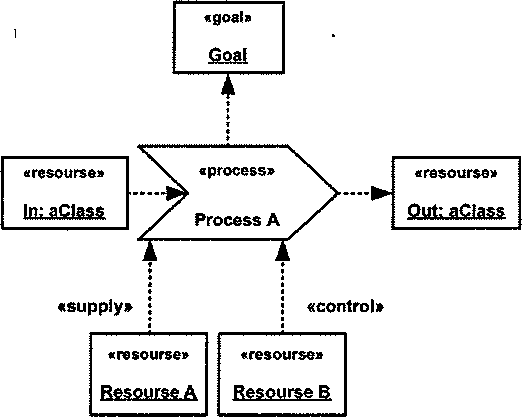 «goal»
Goal
«resourse»
In: aClass
«process»
Process A
«resourse»
Out: aClass
«supply»
«control»
«resourse»
Resourse A
«resourse»
Resourse B